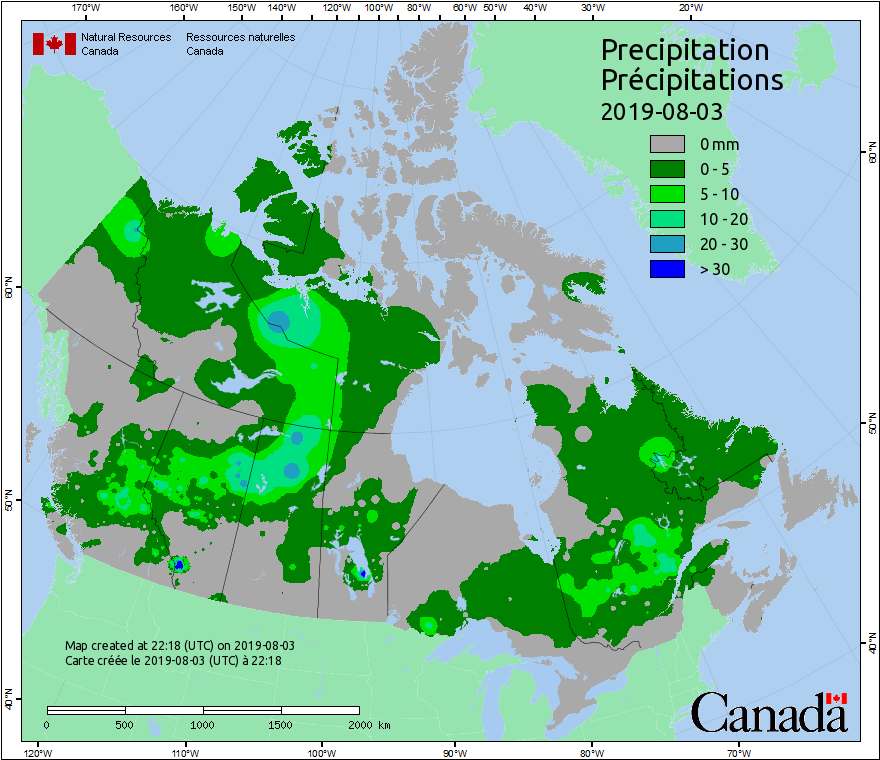 170°W 160°W 150°W 140°W 120°W 100°W 80°W 60°W 50°W 40°W 30°W 20°W
Natural Resources Canada
Ressources naturelles Canada
Precipitation
Précipitations
2019-08-03
0 mm
0 - 5
5 - 10
10 - 20
20 - 30
> 30
60°N
50°N
40°N
60°N
50°N
40°N
Map created at 22:18 (UTC) on 2019-08-03
Carte créée le 2019-08-03 (UTC) à 22:18
0 500 1000 1500 2000 km
Canada
120°W 110°W 100°W 90°W 80°W 70°W